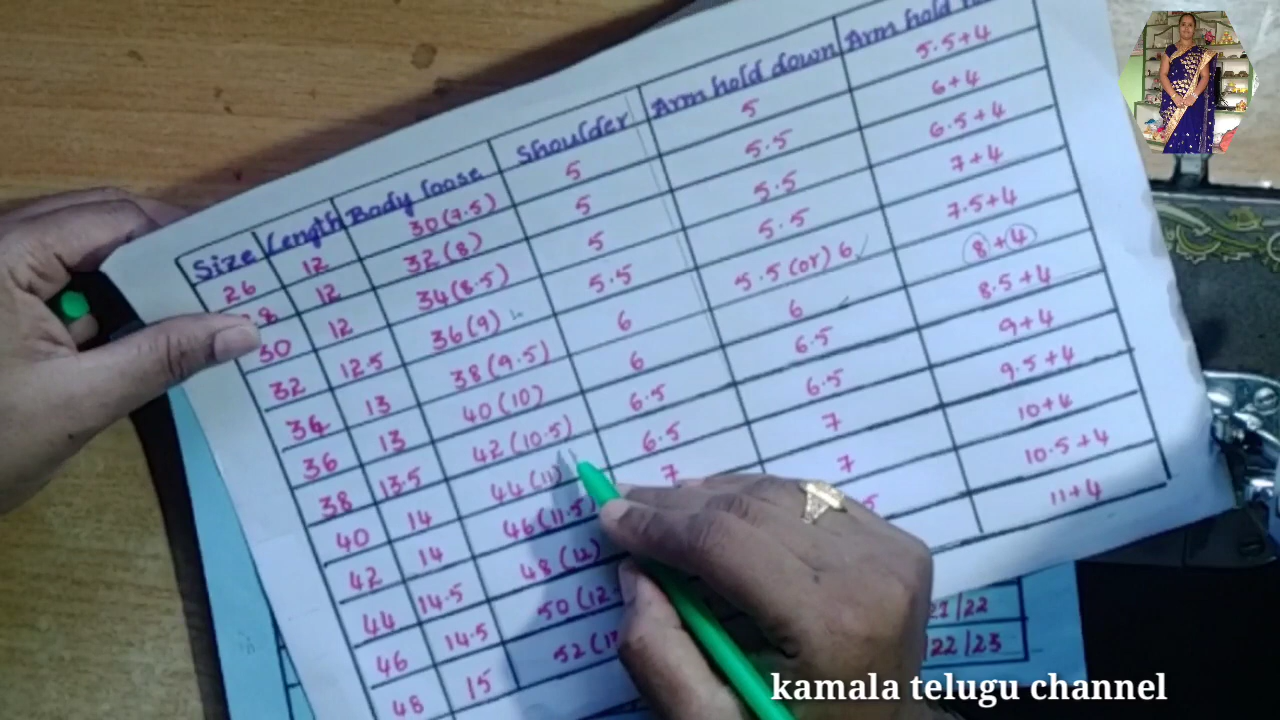 Size Length Body loose Shoulder Arm hold down Arm hold
26 12 30(7.5) 5 5 5.5+4
8 12 32(8) 5 5.5 6+4
30 12 34(8.5) 5 5.5 6.5+4
32 12.5 36(9) 5.5 5.5 7+4
34 13 38(9.5) 6 5.5(or)6 7.5+4
36 13 40(10) 6 6 8+4
38 13.5 42(10.5) 6.5 6.5 8.5+4
40 14 44(11) 6.5 6.5 9+4
42 14 46(11.5) 7 7 9.5+4
44 14.5 48(12) 7 10+4
46 14.5 50(12. 5 10.5+4
48 15 52(1 11+4
21/22
22/23
kamala telugu channel